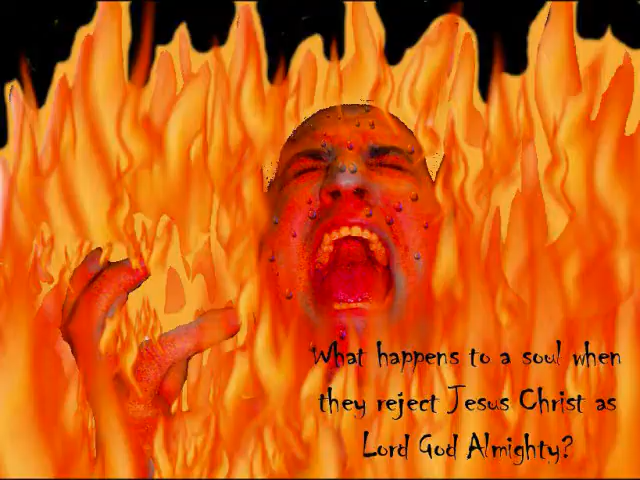 What happens to a soul when
they reject Jesus Christ as
Lord God Almighty?